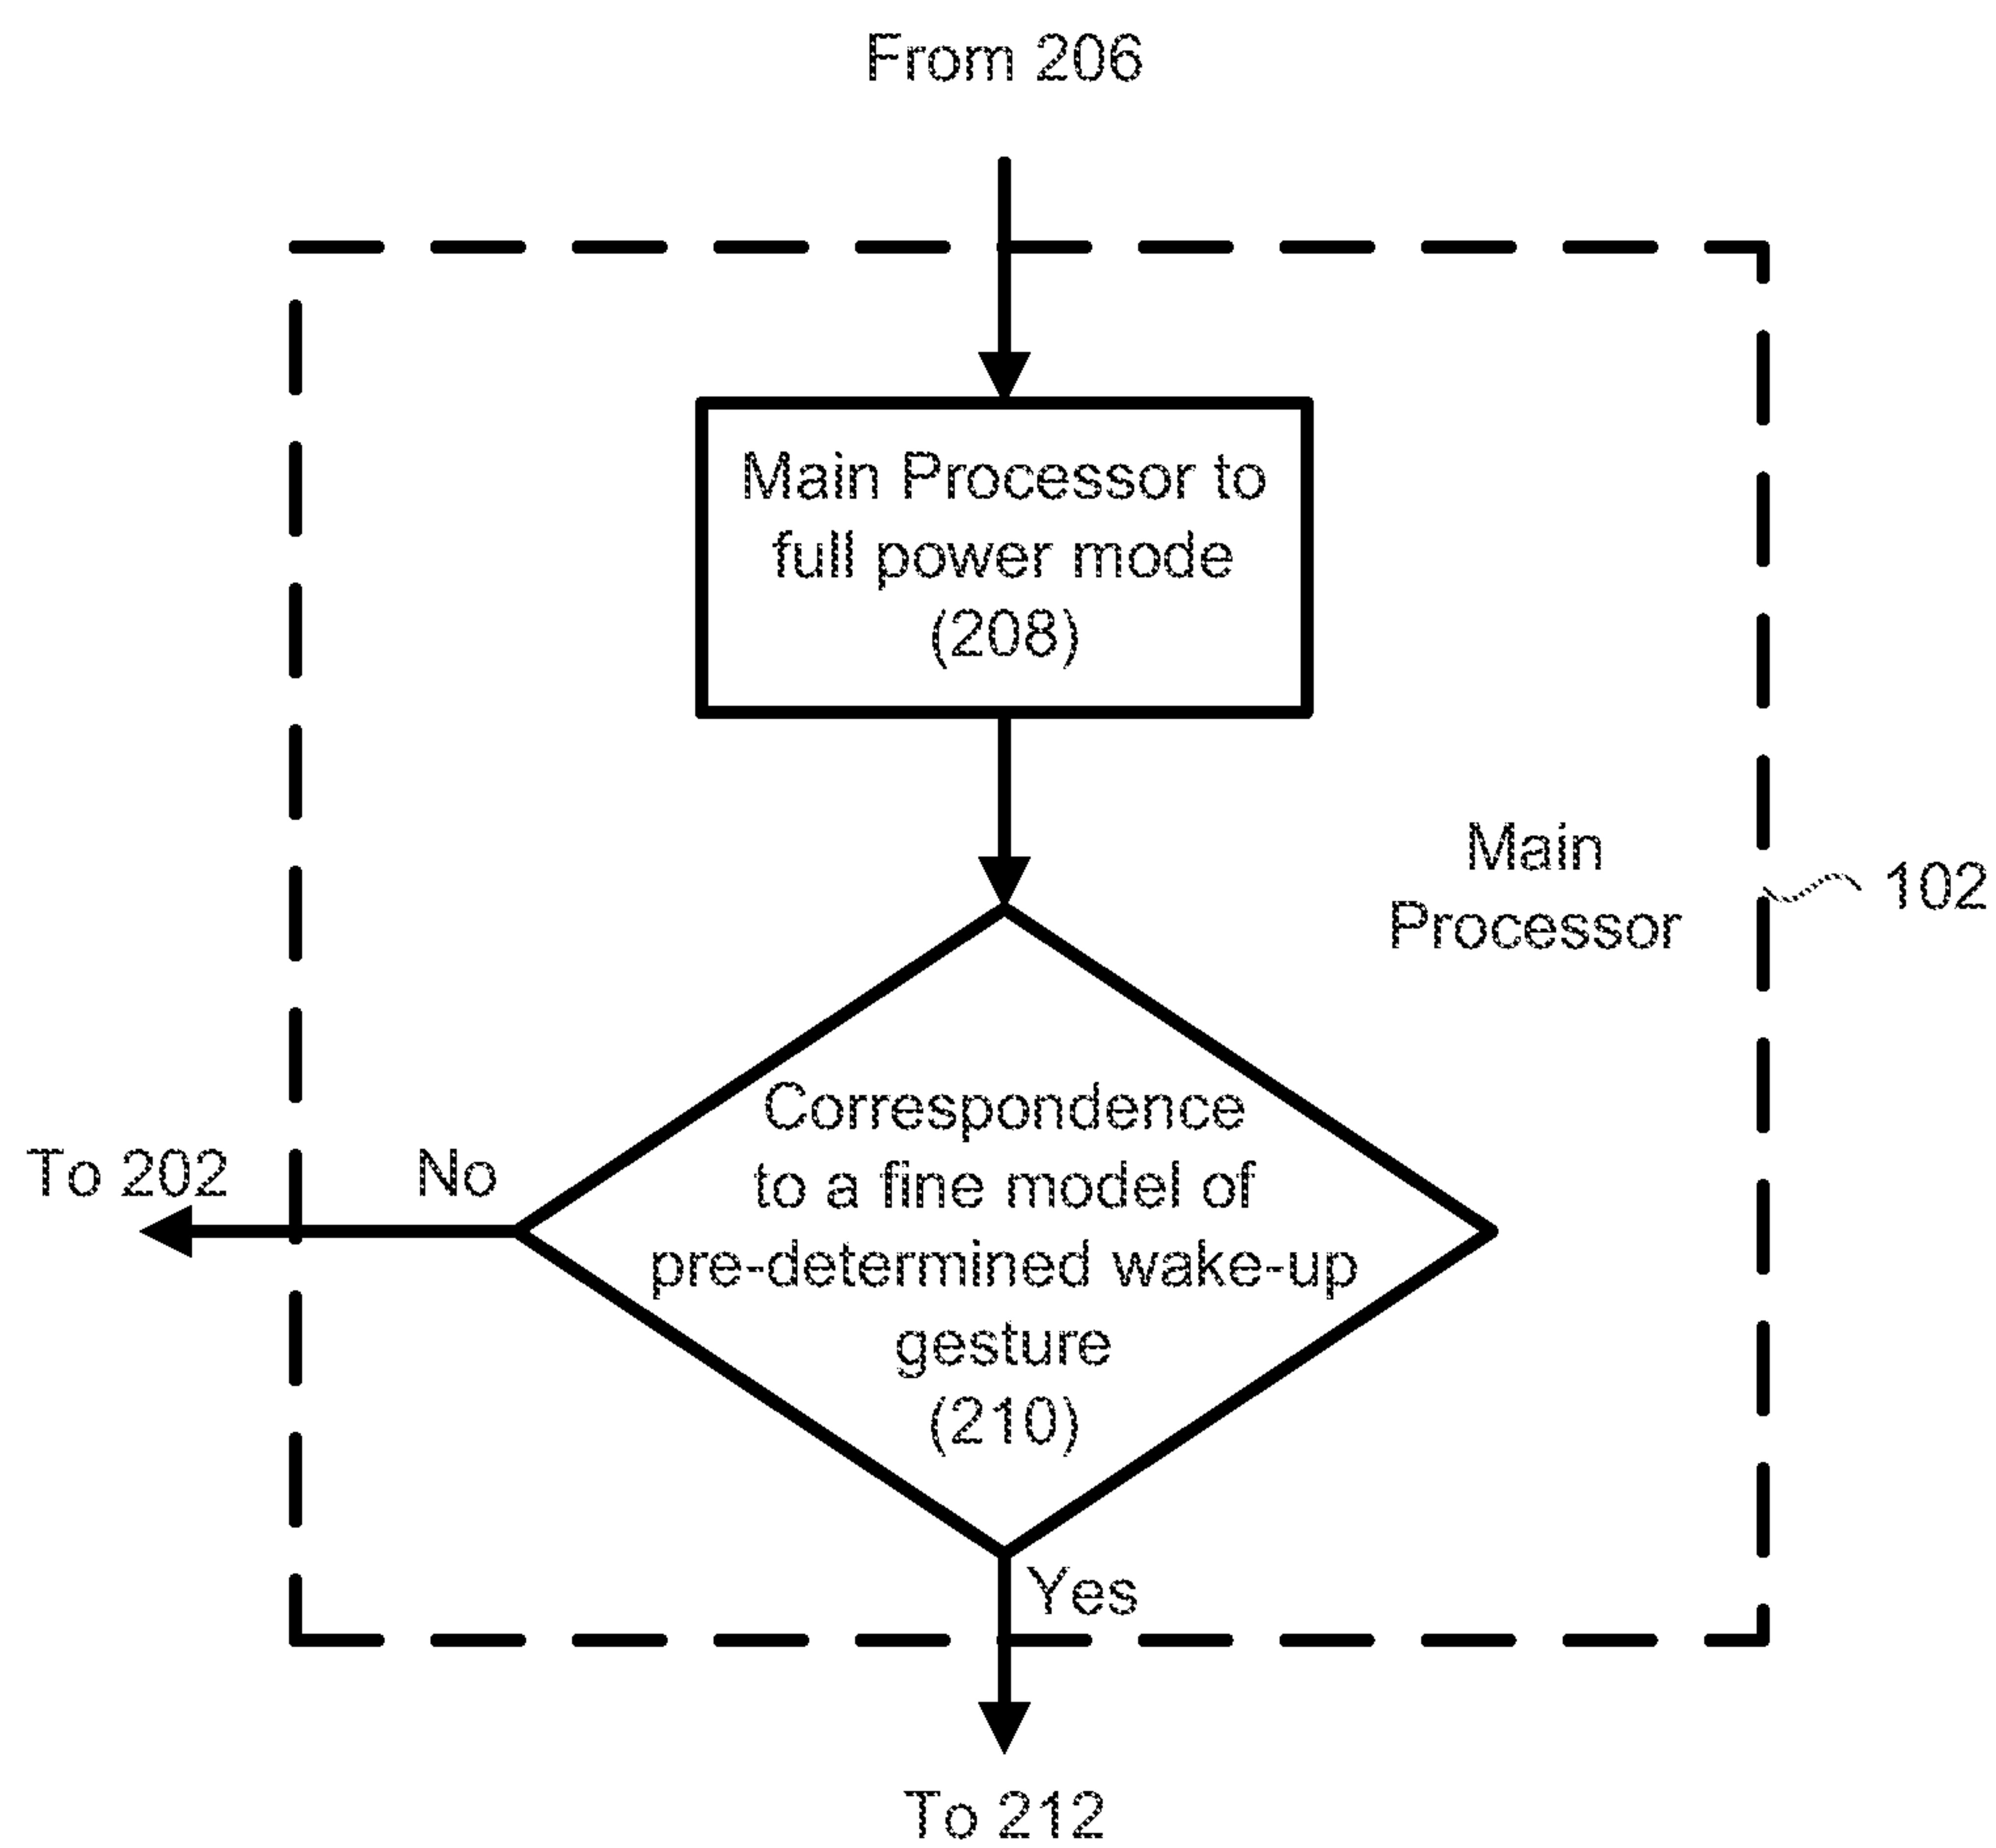 From 206
Main Processor to
full power mode
(208)
Main
Processor
102
Correspondence
to a fine model of
pre-determined wake-up
gesture
(210)
To 202
No
Yes
To 212